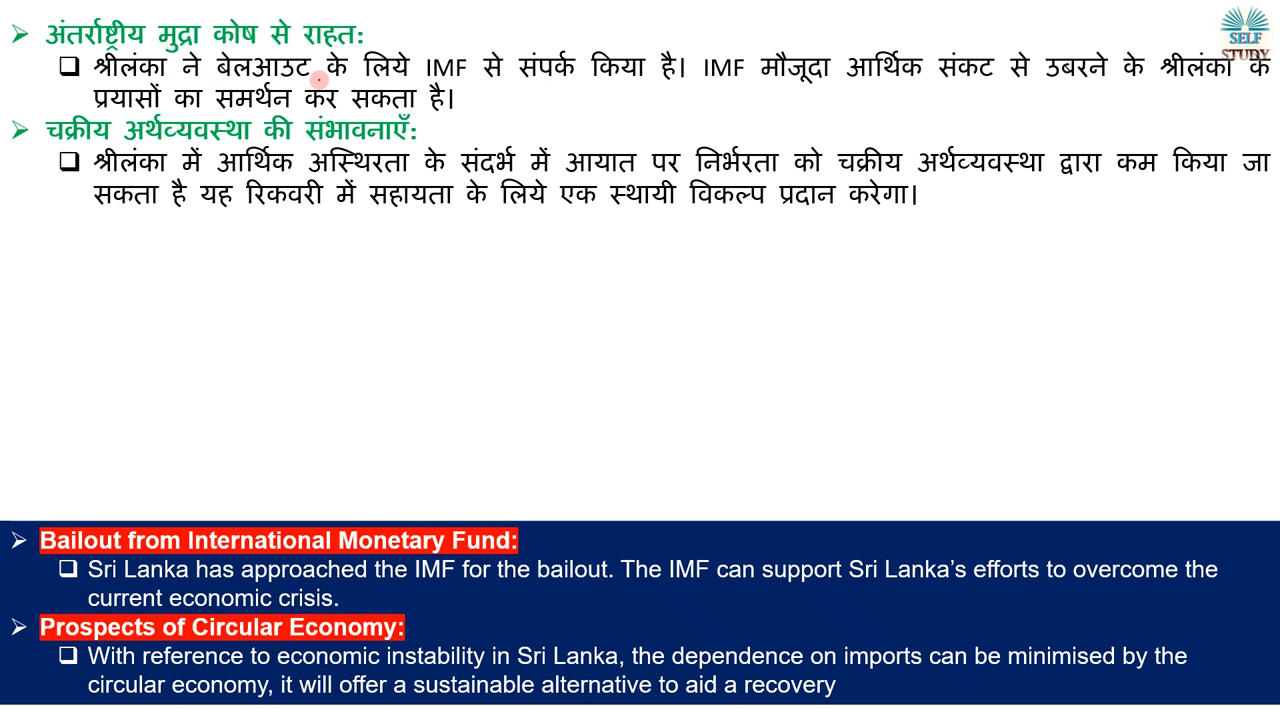 ➢ अंतर्राष्ट्रीय मुद्रा कोष से राहत:
❑ श्रीलंका ने बेलआउट के लिये IMF से संपर्क किया है। IMF मौजूदा आर्थिक संकट से उबरने के श्रीलंका के
प्रयासों का समर्थन कर सकता है।
➢ चक्रीय अर्थव्यवस्था की संभावनाएँ:
❑ श्रीलंका में आर्थिक अस्थिरता के संदर्भ में आयात पर निर्भरता को चक्रीय अर्थव्यवस्था द्वारा कम किया जा
सकता है यह रिकवरी में सहायता के लिये एक स्थायी विकल्प प्रदान करेगा।
SELF
STUDY
➢ Bailout from International Monetary Fund:
❑ Sri Lanka has approached the IMF for the bailout. The IMF can support Sri Lanka’s efforts to overcome the
current economic crisis.
➢ Prospects of Circular Economy:
❑ With reference to economic instability in Sri Lanka, the dependence on imports can be minimised by the
circular economy, it will offer a sustainable alternative to aid a recovery